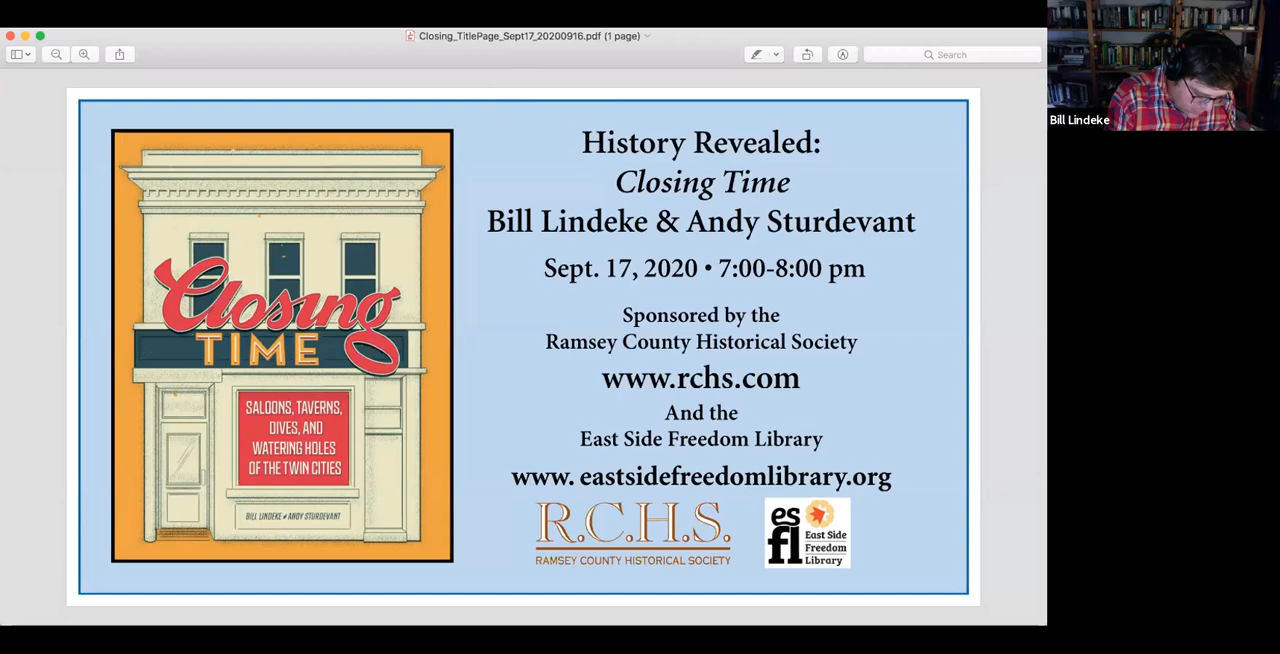 Closing_TitlePage_Sept17_20200916.pdf (1 page)
Search
Bill Lindeke
Closing
TIME
SALOONS, TAVERNS,
DIVES, AND
WATERING HOLES
OF THE TWIN CITIES
BILL LINDEKE & ANDY STURDEVANT
History Revealed:
Closing Time
Bill Lindeke & Andy Sturdevant
Sept. 17, 2020 • 7:00-8:00 pm
Sponsored by the
Ramsey County Historical Society
www.rchs.com
And the
East Side Freedom Library
www. eastsidefreedomlibrary.org
R.C.H.S.
RAMSEY COUNTY HISTORICAL SOCIETY
es
fl
East Side
Freedom
Library